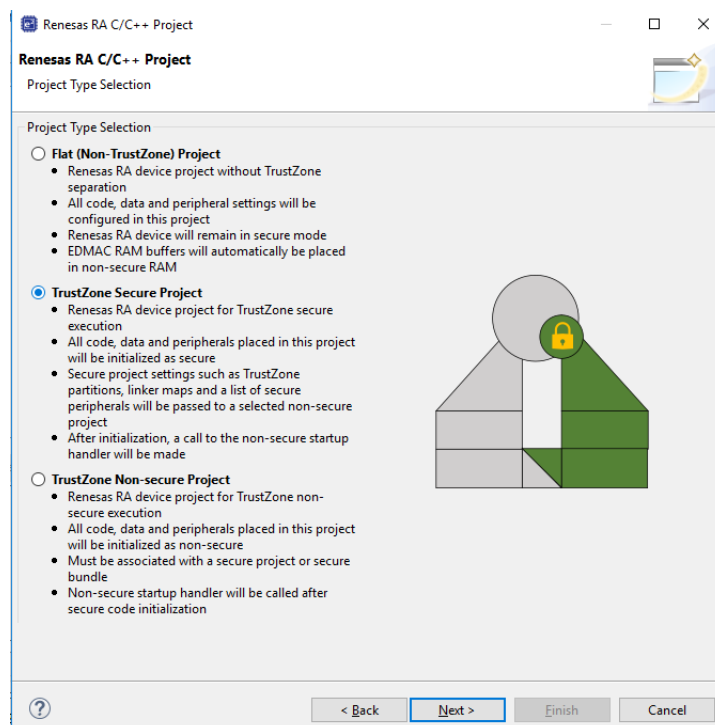 Renesas RA C/C++ Project
Renesas RA C/C++ Project
Project Type Selection
Project Type Selection
Flat (Non-TrustZone) Project
• Renesas RA device project without TrustZone
separation
• All code, data and peripheral settings will be
configured in this project
• Renesas RA device will remain in secure mode
• EDMAC RAM buffers will automatically be placed
in non-secure RAM
TrustZone Secure Project
• Renesas RA device project for TrustZone secure
execution
• All code, data and peripherals placed in this project
will be initialized as secure
• Secure project settings such as TrustZone
partitions, linker maps and a list of secure
peripherals will be passed to a selected non-secure
project
• After initialization, a call to the non-secure startup
handler will be made
TrustZone Non-secure Project
• Renesas RA device project for TrustZone non-
secure execution
• All code, data and peripherals placed in this project
will be initialized as non-secure
• Must be associated with a secure project or secure
bundle
• Non-secure startup handler will be called after
secure code initialization
? < Back Next > Finish Cancel